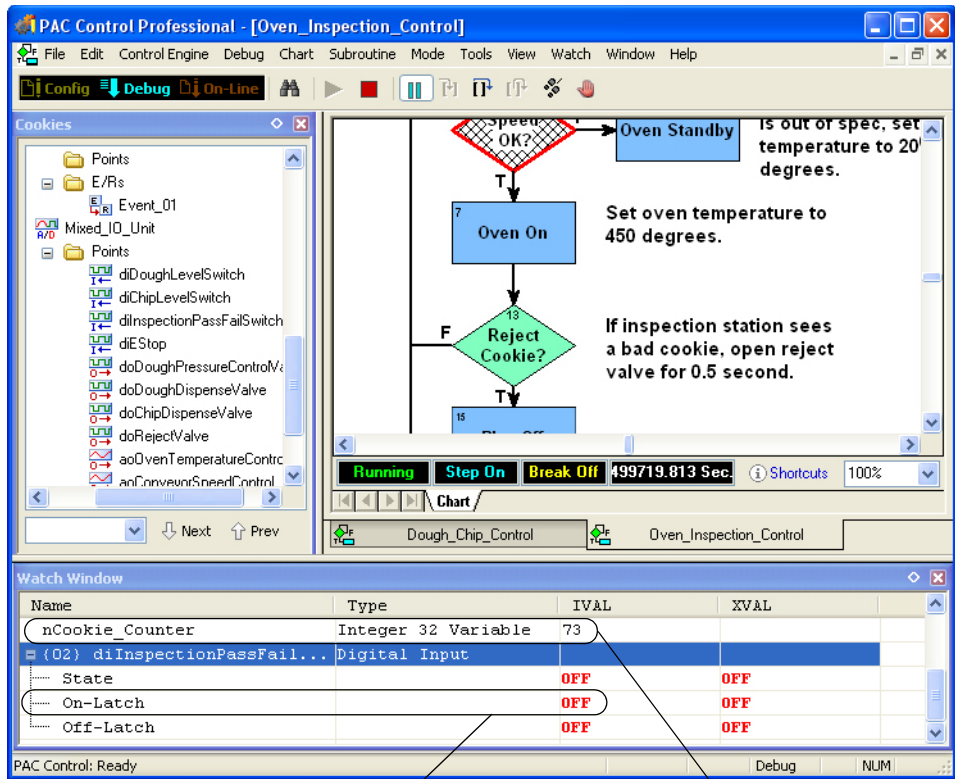 PAC Control Professional - [Oven_Inspection_Control]
File Edit Control Engine Debug Chart Subroutine Mode Tools View Watch Window Help
Config Debug On-Line
Cookies
Points
E/Rs
Event_01
Mixed_IO_Unit
Points
diDoughLevelSwitch
diChipLevelSwitch
diInspectionPassFailSwitch
diEStop
doDoughPressureControlVa
doDoughDispenseValve
doChipDispenseValve
doRejectValve
aoOvenTemperatureContro
aoConveyorSpeedControl
Next Prev
Speed
OK?
Oven Standby
is out of spec, set
temperature to 20
degrees.
T
7
Oven On
Set oven temperature to
450 degrees.
13
F
Reject
Cookie?
If inspection station sees
a bad cookie, open reject
valve for 0.5 second.
T
15
Running Step On Break Off 499719.813 Sec. Shortcuts 100%
Chart
Dough_Chip_Control Oven_Inspection_Control
Watch Window
Name Type IVAL XVAL
nCookie_Counter Integer 32 Variable 73
{02} diInspectionPassFail... Digital Input
State OFF OFF
On-Latch OFF OFF
Off-Latch OFF OFF
PAC Control: Ready Debug NUM